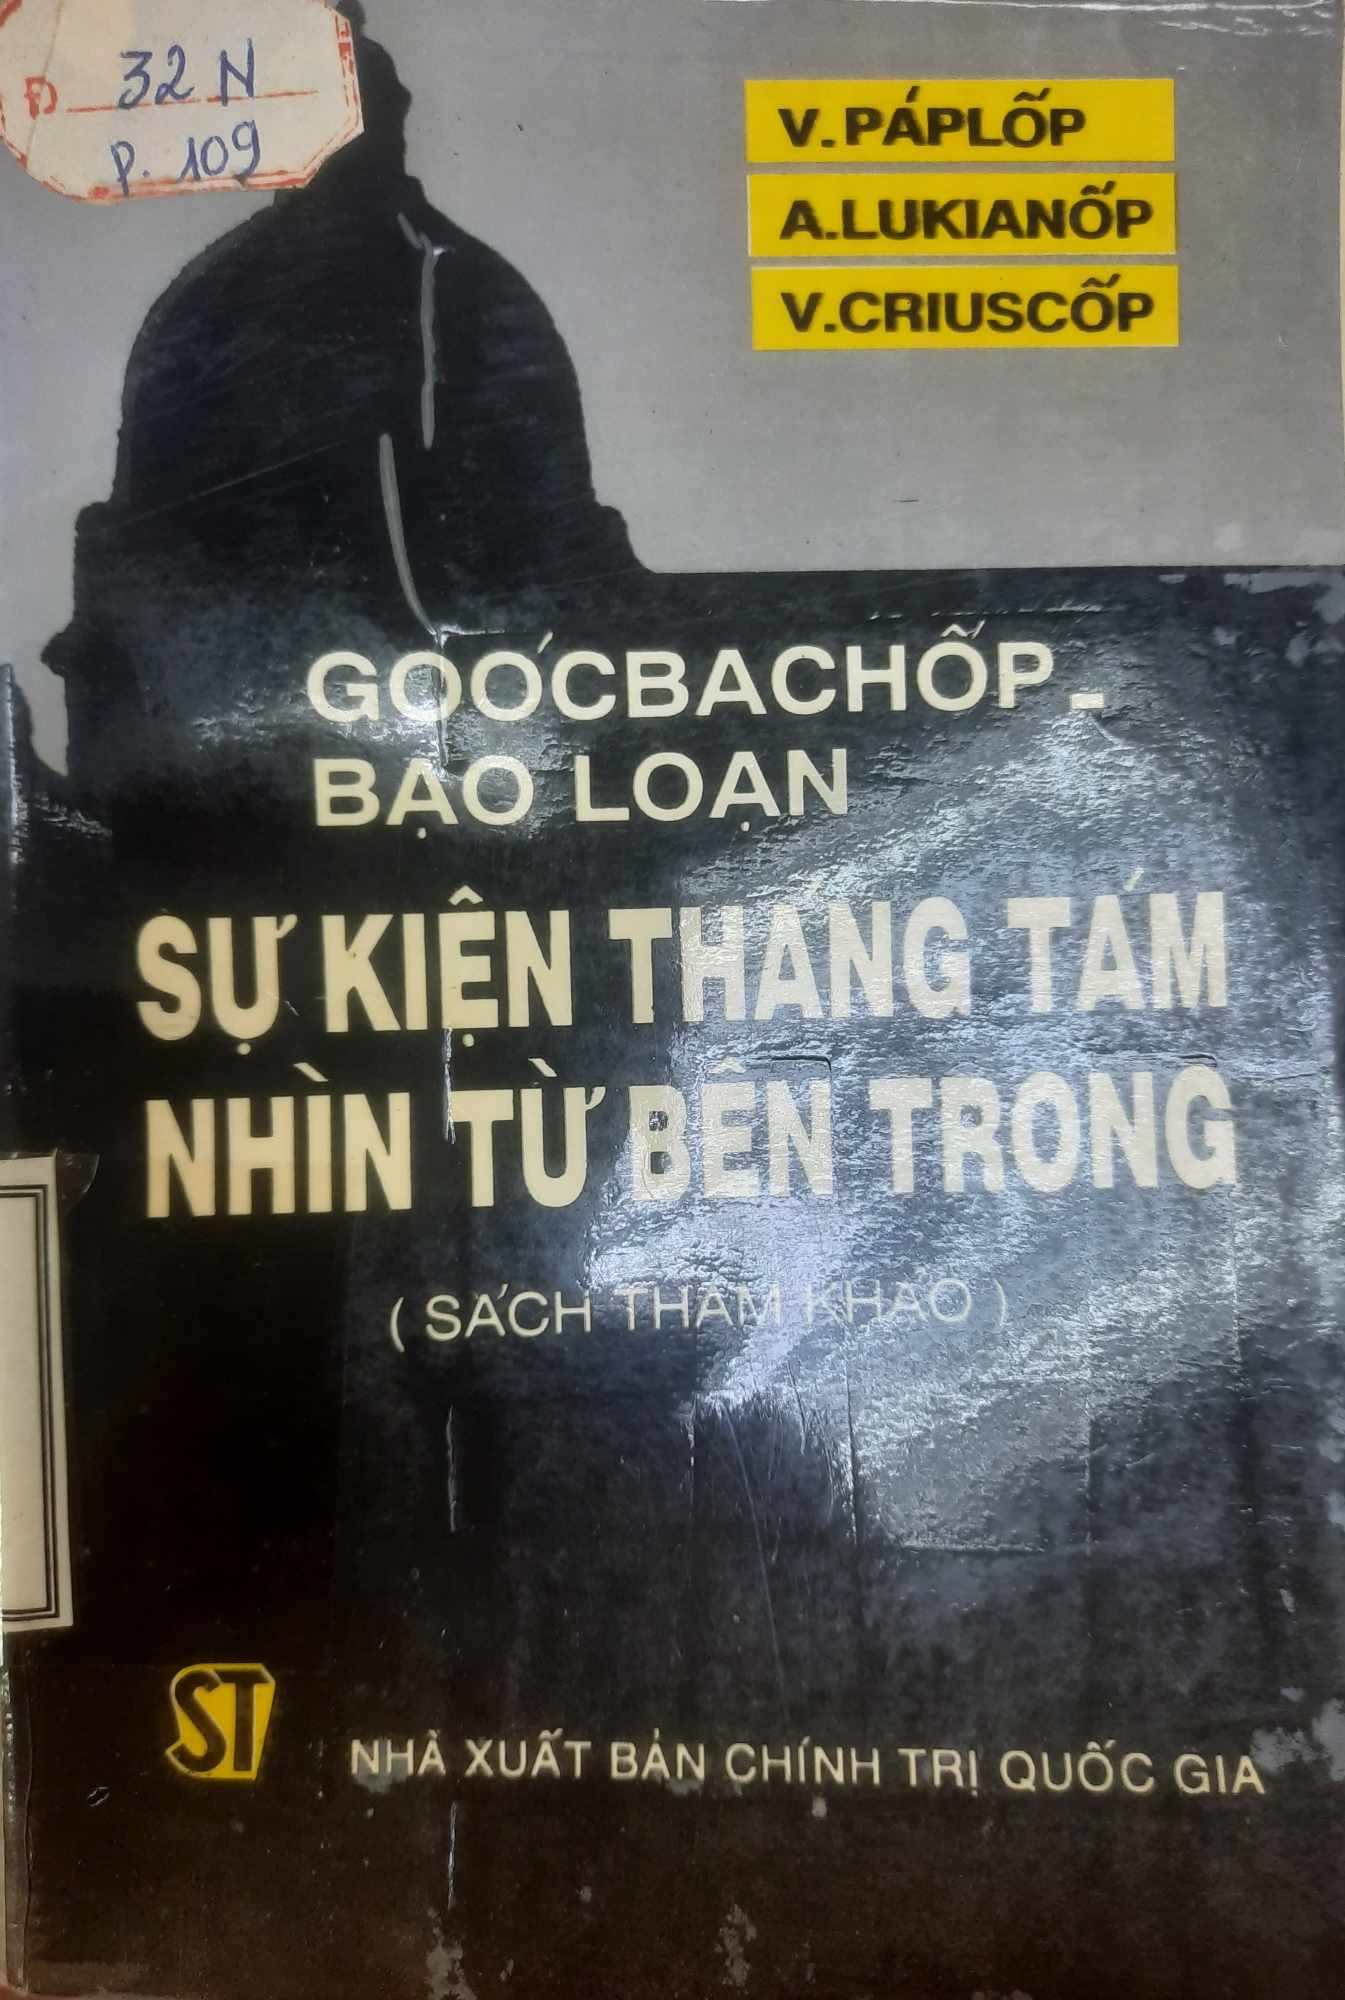 Đ 32 N
P. 109
V. PÁPLỐP
A.LUKIANỐP
V.CRIUSCỐP
GOÓCBACHỐP -
BẠO LOẠN
SỰ KIỆN THÁNG TÁM
NHÌN TỪ BÊN TRONG
( SÁCH THAM KHẢO )
ST
NHÀ XUẤT BẢN CHÍNH TRỊ QUỐC GIA